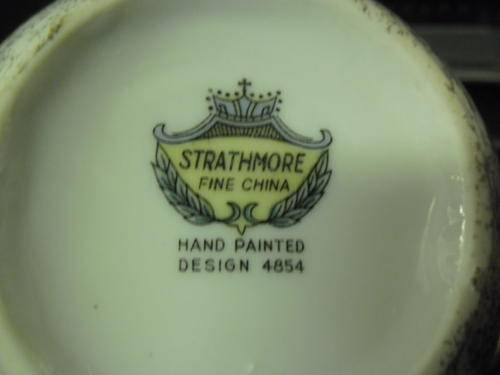 STRATHMORE
FINE CHINA
HAND PAINTED
DESIGN 4854